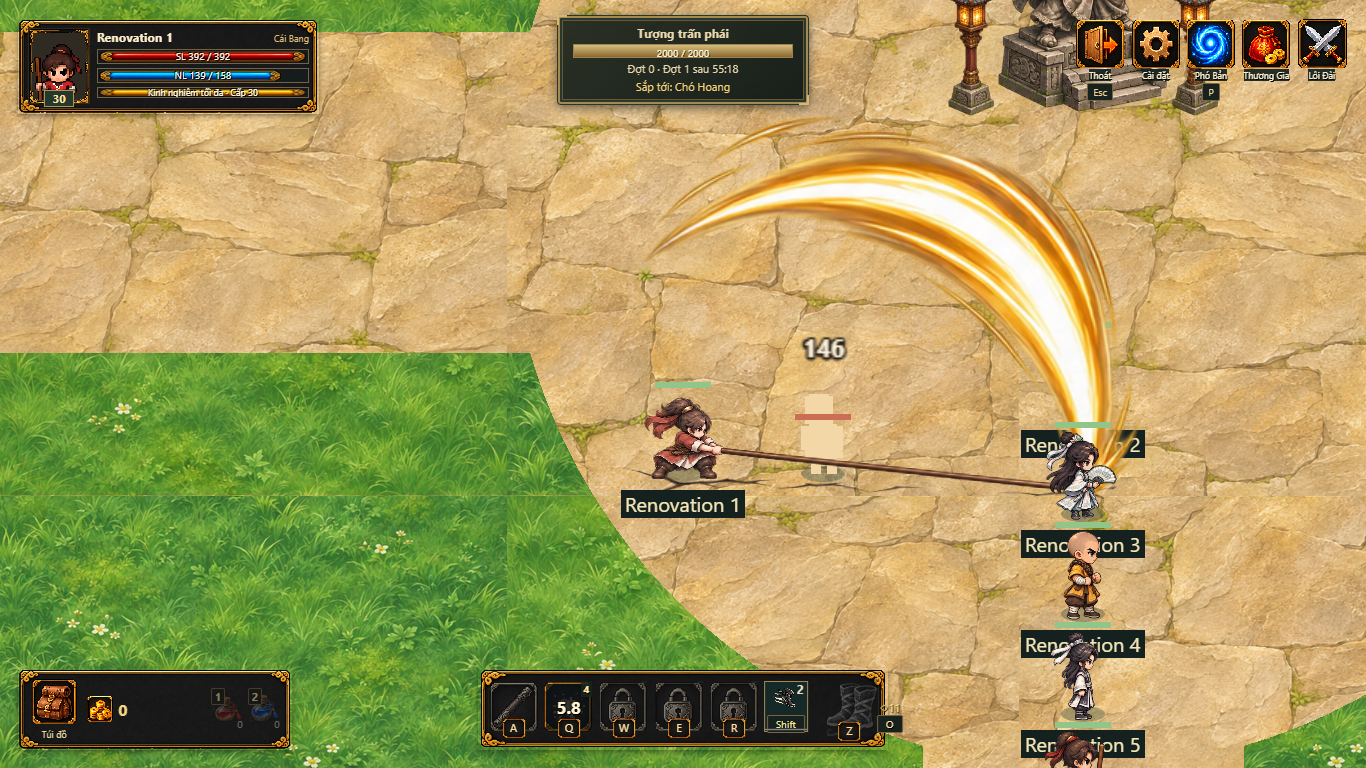 Renovation 1
Cái Bang
SL 392 / 392
NL 139 / 158
Kinh nghiệm tối đa - Cấp 30
30
Tượng trấn phái
2000 / 2000
Đợt 0 · Đợt 1 sau 55:18
Sắp tới: Chó Hoang
Thoát
Cài đặt
Phó Bản
Thương Gia
Lôi Đài
Esc
P
146
Renovation 1
2
Renovation 3
Renovation 4
Renovation 5
Túi đồ
0
1
0
2
0
A
4
5.8
Q
W
E
R
2
Shift
Z
O